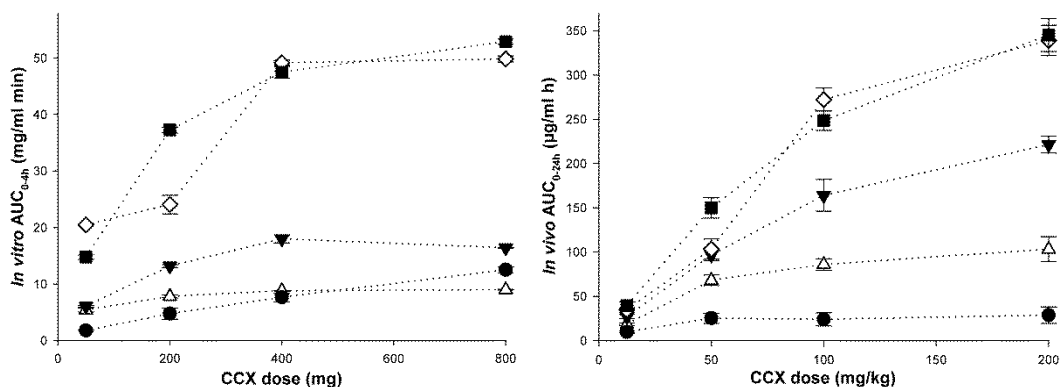 In vitro AUC0-4h (mg/ml min)
50
40
30
20
10
0
0 200 400 600 800
CCX dose (mg)
In vivo AUC0-24h (µg/ml h)
350
300
250
200
150
100
50
0
0 50 100 150 200
CCX dose (mg/kg)